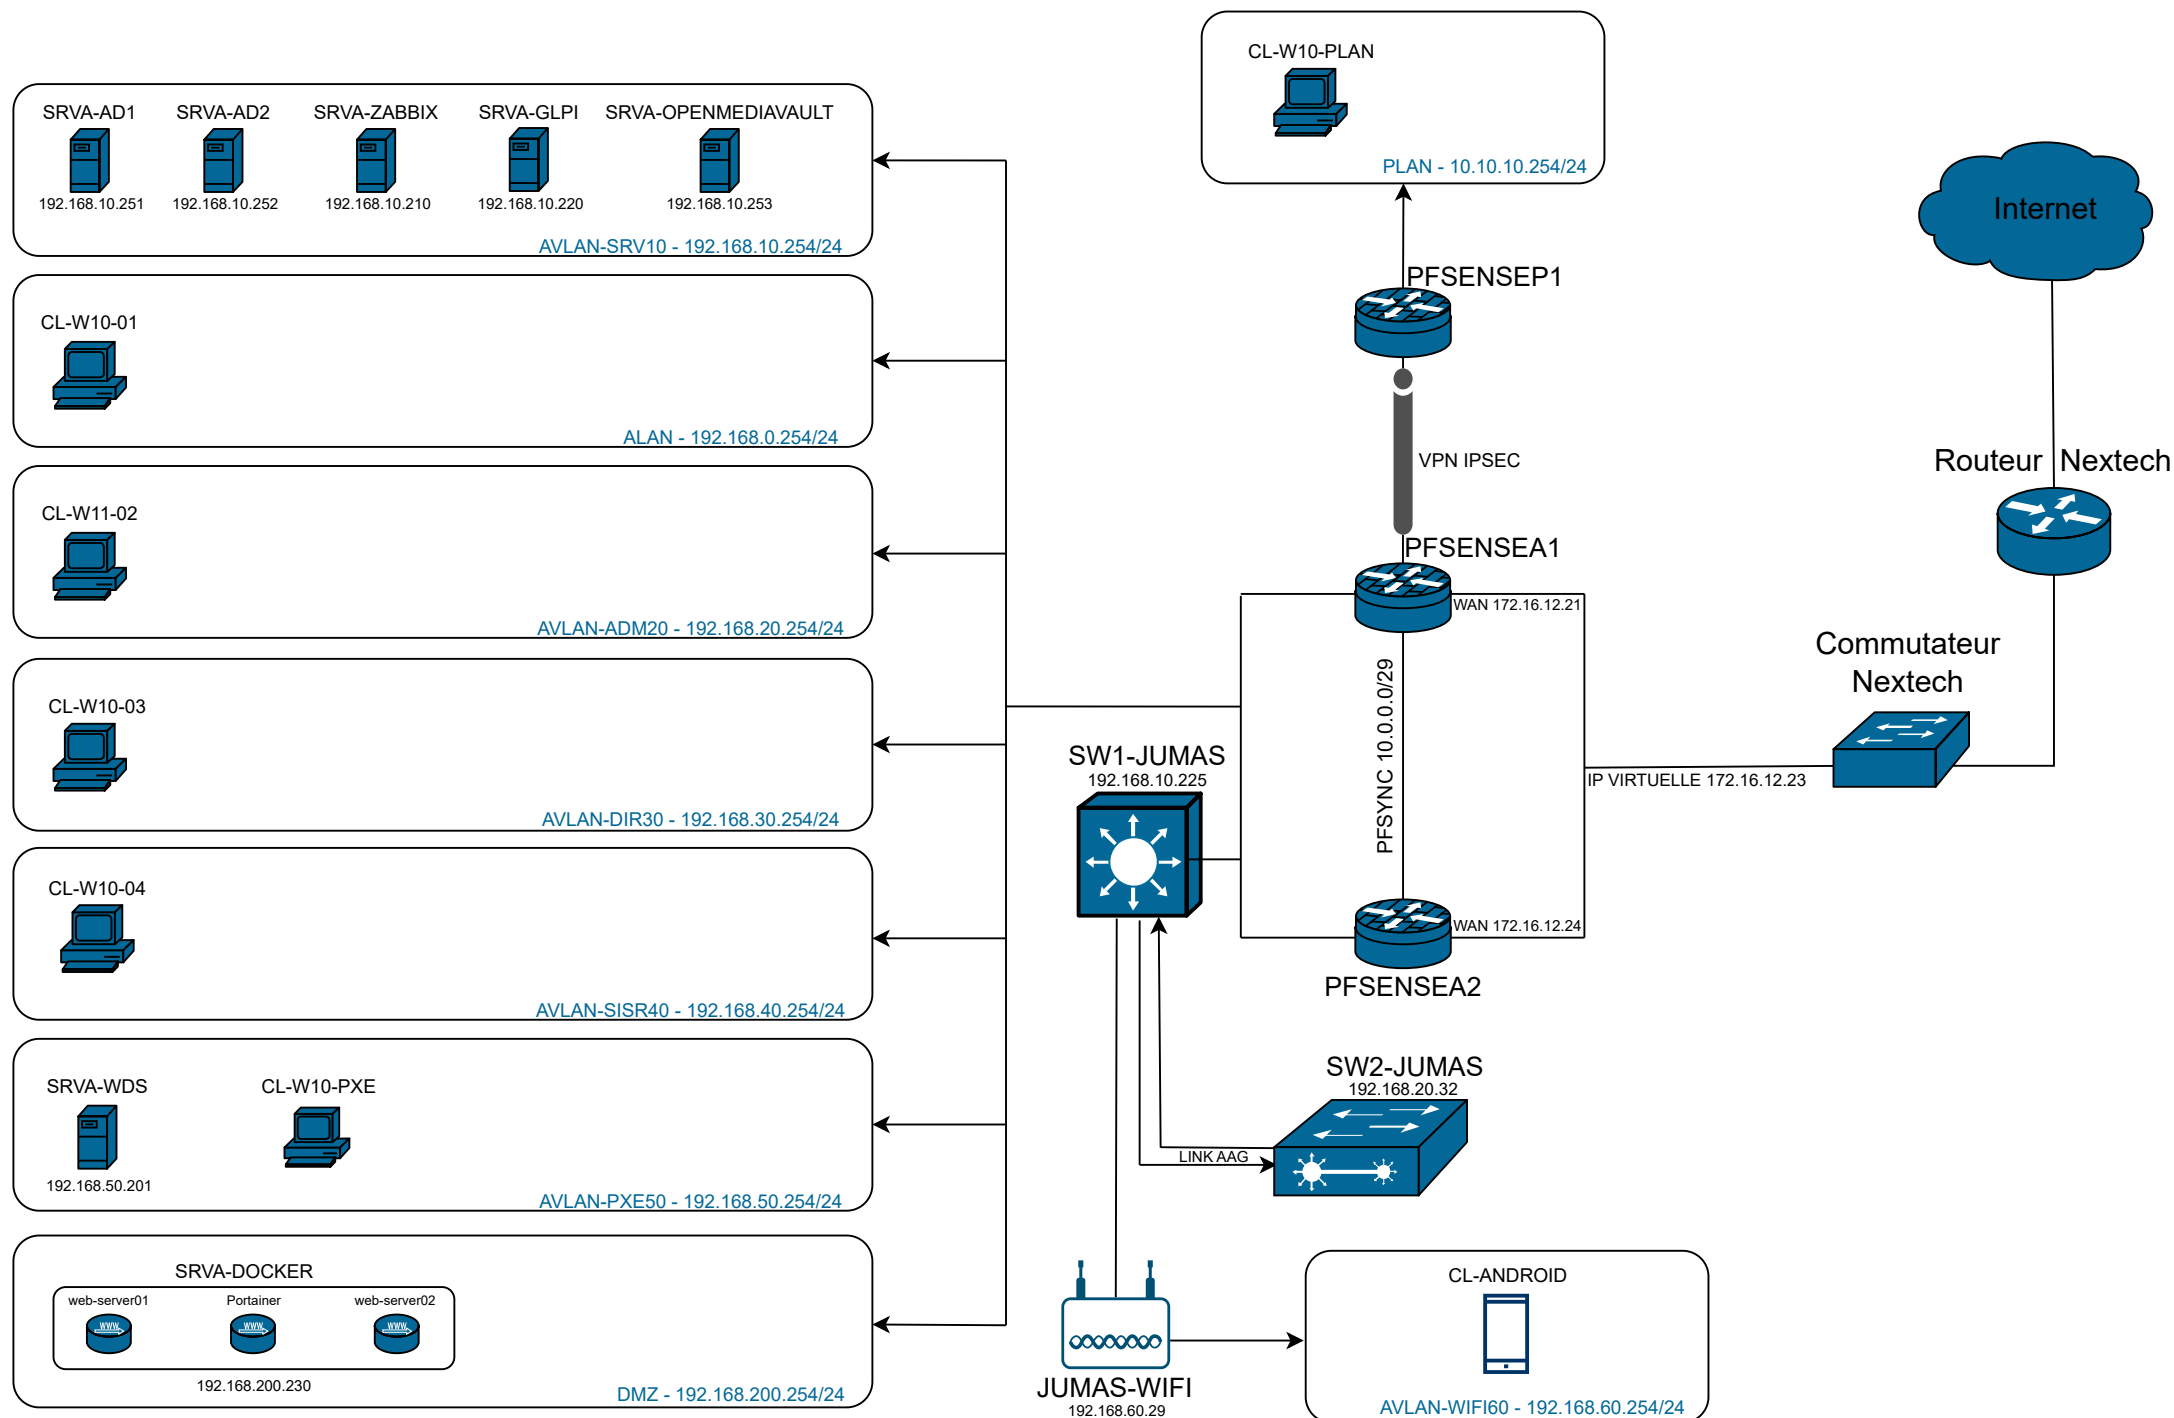 CL-W10-PLAN
PLAN - 10.10.10.254/24
SRVA-AD1
SRVA-AD2
SRVA-ZABBIX
SRVA-GLPI
SRVA-OPENMEDIAVAULT
192.168.10.251
192.168.10.252
192.168.10.210
192.168.10.220
192.168.10.253
AVLAN-SRV10 - 192.168.10.254/24
CL-W10-01
ALAN - 192.168.0.254/24
CL-W11-02
AVLAN-ADM20 - 192.168.20.254/24
CL-W10-03
AVLAN-DIR30 - 192.168.30.254/24
CL-W10-04
AVLAN-SISR40 - 192.168.40.254/24
SRVA-WDS
CL-W10-PXE
192.168.50.201
AVLAN-PXE50 - 192.168.50.254/24
SRVA-DOCKER
web-server01
Portainer
web-server02
WWW
WWW
WWW
192.168.200.230
DMZ - 192.168.200.254/24
PFSENSEP1
VPN IPSEC
PFSENSEA1
WAN 172.16.12.21
PFSYNC 10.0.0.0/29
WAN 172.16.12.24
PFSENSEA2
SW1-JUMAS
192.168.10.225
SW2-JUMAS
192.168.20.32
LINK AAG
JUMAS-WIFI
192.168.60.29
CL-ANDROID
AVLAN-WIFI60 - 192.168.60.254/24
Internet
Routeur Nextech
Commutateur
Nextech
IP VIRTUELLE 172.16.12.23